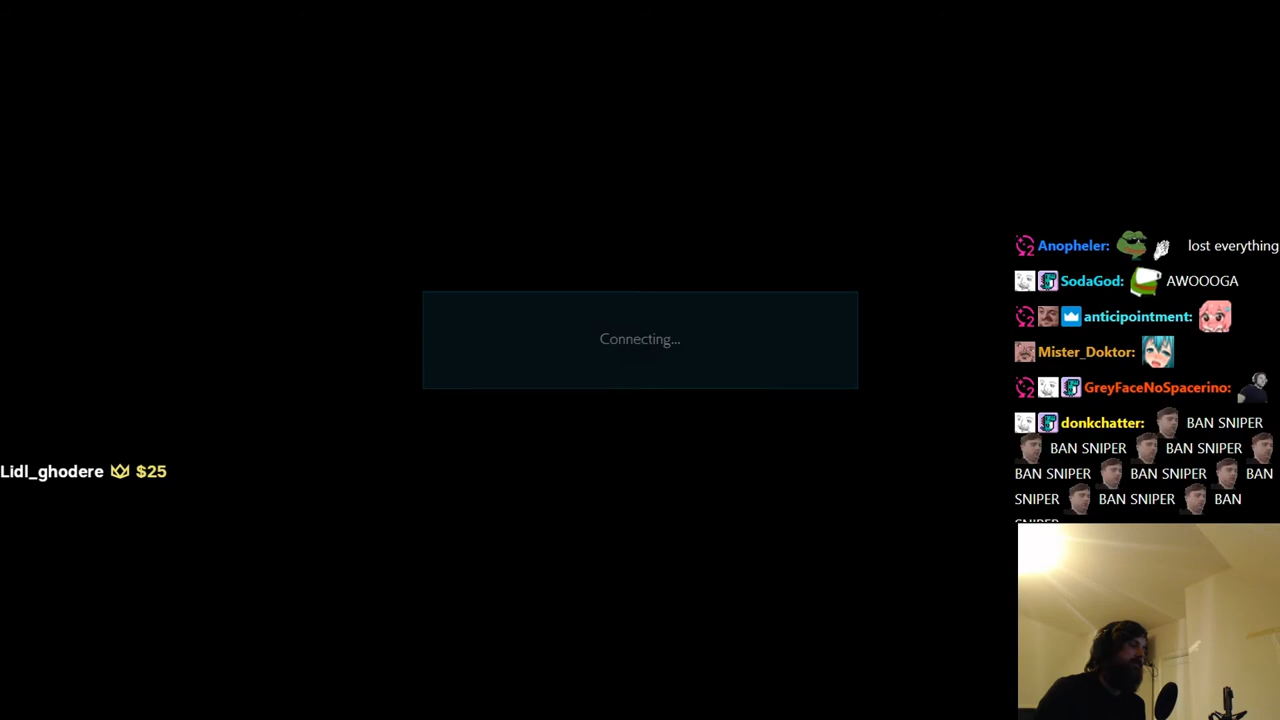 Anopheler: lost everything
SodaGod: AWOOOGA
anticipointment:
Mister_Doktor:
GreyFaceNoSpacerino:
donkchatter: BAN SNIPER
BAN SNIPER BAN SNIPER
BAN SNIPER BAN SNIPER BAN
SNIPER BAN SNIPER BAN
SNIPER
Connecting...
Lidl_ghodere $25